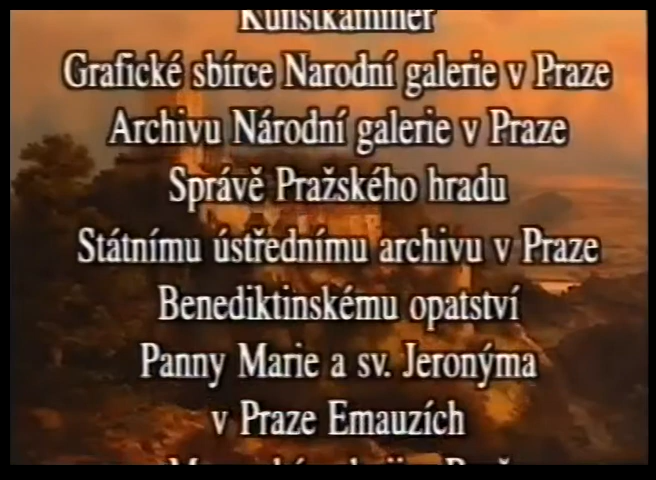 Kunstkammer
Grafické sbírce Narodní galerie v Praze
Archivu Národní galerie v Praze
Správě Pražského hradu
Státnímu ústřednímu archivu v Praze
Benediktinskému opatství
Panny Marie a sv. Jeronýma
v Praze Emauzích